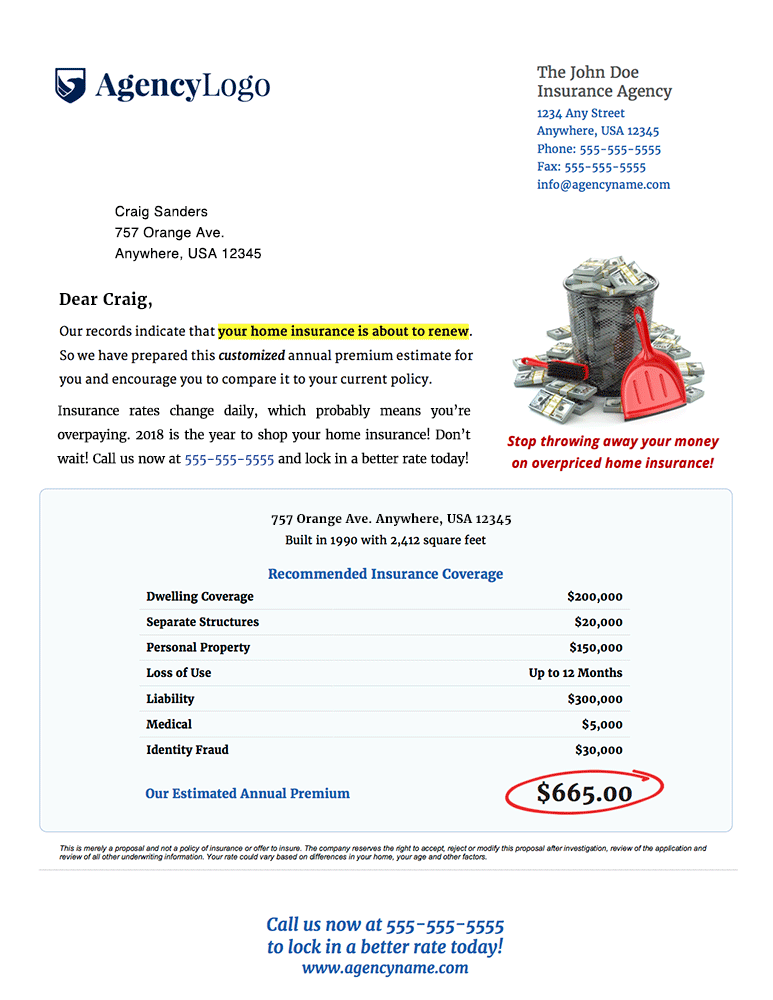 AgencyLogo
The John Doe
Insurance Agency
1234 Any Street
Anywhere, USA 12345
Phone: 555-555-5555
Fax: 555-555-5555
info@agencyname.com
Craig Sanders
757 Orange Ave.
Anywhere, USA 12345
Dear Craig,
Our records indicate that your home insurance is about to renew.
So we have prepared this customized annual premium estimate for
you and encourage you to compare it to your current policy.
Insurance rates change daily, which probably means you're
overpaying. 2018 is the year to shop your home insurance! Don't
wait! Call us now at 555-555-5555 and lock in a better rate today!
Stop throwing away your money
on overpriced home insurance!
757 Orange Ave. Anywhere, USA 12345
Built in 1990 with 2,412 square feet
Recommended Insurance Coverage
Dwelling Coverage $200,000
Separate Structures $20,000
Personal Property $150,000
Loss of Use Up to 12 Months
Liability $300,000
Medical $5,000
Identity Fraud $30,000
Our Estimated Annual Premium $665.00
This is merely a proposal and not a policy of insurance or offer to insure. The company reserves the right to accept, reject or modify this proposal after investigation, review of the application and
review of all other underwriting information. Your rate could vary based on differences in your home, your age and other factors.
Call us now at 555-555-5555
to lock in a better rate today!
www.agencyname.com